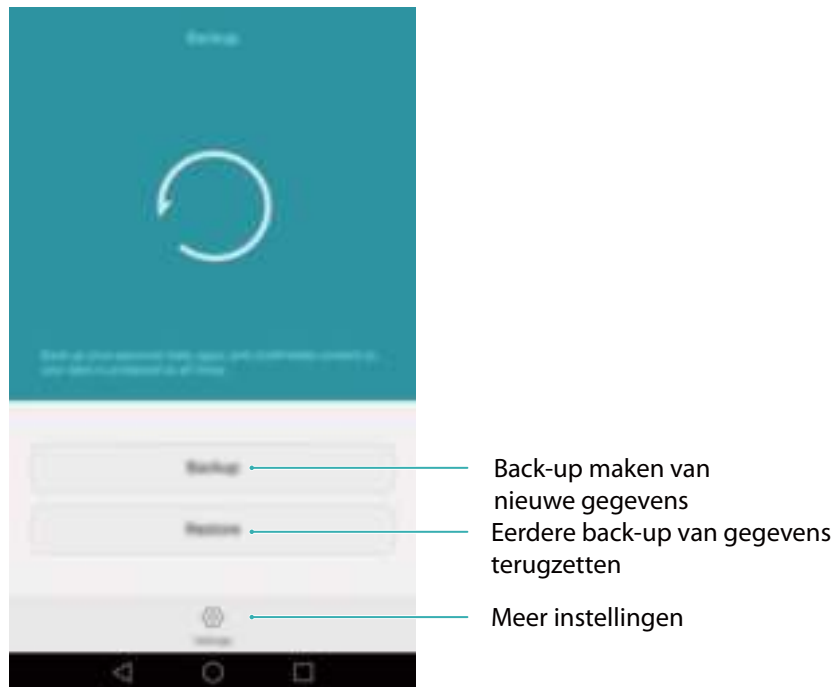 Backup
Backup
Back-up maken van
nieuwe gegevens
Restore
Eerdere back-up van gegevens
terugzetten
Meer instellingen